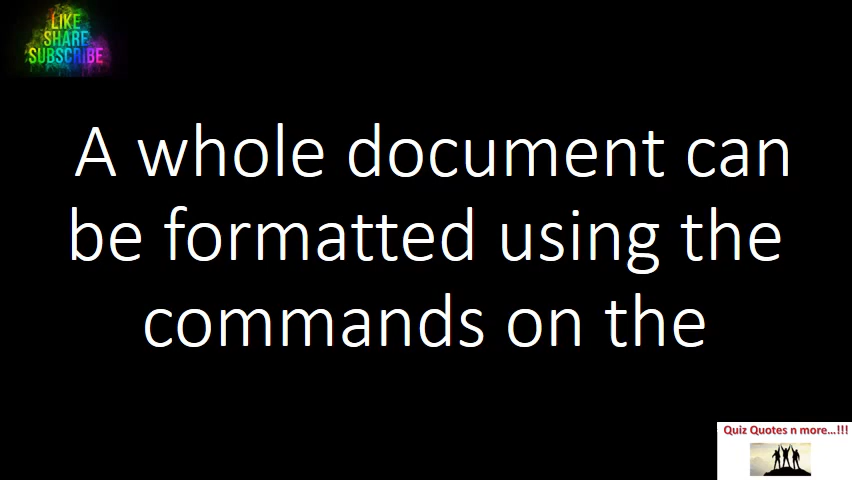 LIKE
SHARE
SUBSCRIBE
A whole document can
be formatted using the
commands on the
Quiz Quotes n more...!!!